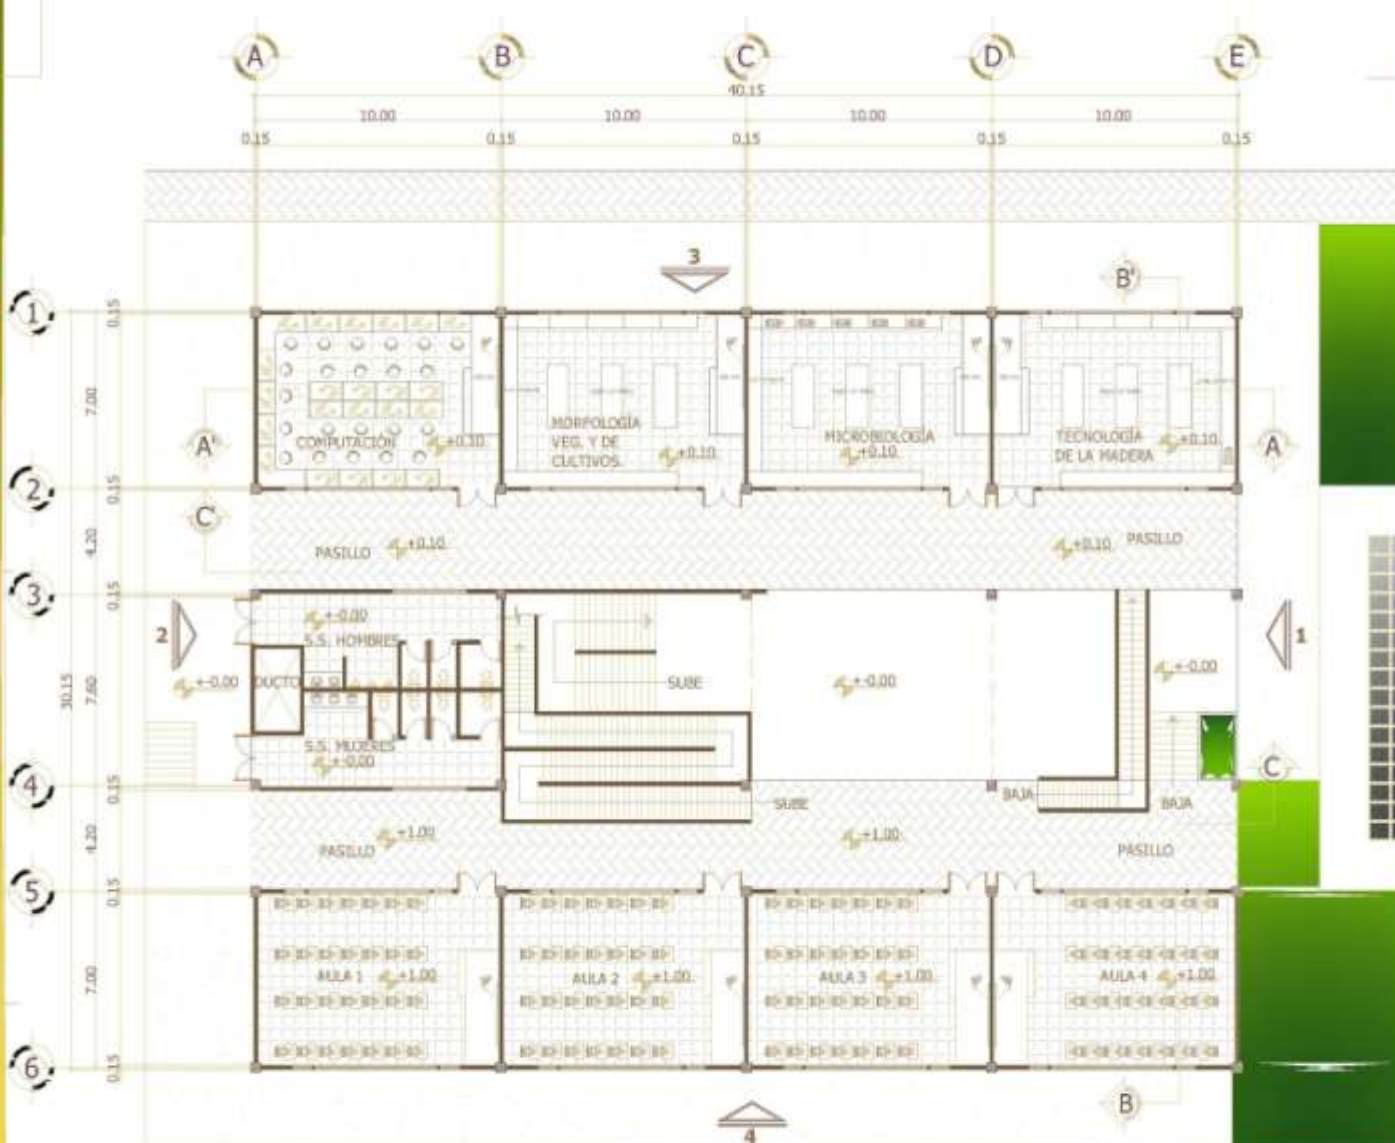 A B C D E
40.15
10.00 10.00 10.00 10.00
0.15 0.15 0.15 0.15 0.15
3
B'
1
0.15
7.00
A'
COMPUTACIÓN
+0.10
MORFOLOGÍA
VEG. Y DE
CULTIVOS.
+0.10
MICROBIOLOGÍA
+0.10
TECNOLOGÍA
DE LA MADERA
+0.10
A
2
0.15
C'
4.20
PASILLO
+0.10
+0.10
PASILLO
3
0.15
2
+-0.00
S.S. HOMBRES
+-0.00
DUCTO
SUBE
+-0.00
+-0.00
1
30.15
7.60
S.S. MUJERES
+-0.00
C
4
0.15
SUBE
BAJA
BAJA
4.20
+1.00
PASILLO
+1.00
PASILLO
5
0.15
7.00
AULA 1
+1.00
AULA 2
+1.00
AULA 3
+1.00
AULA 4
+1.00
6
0.15
B
4